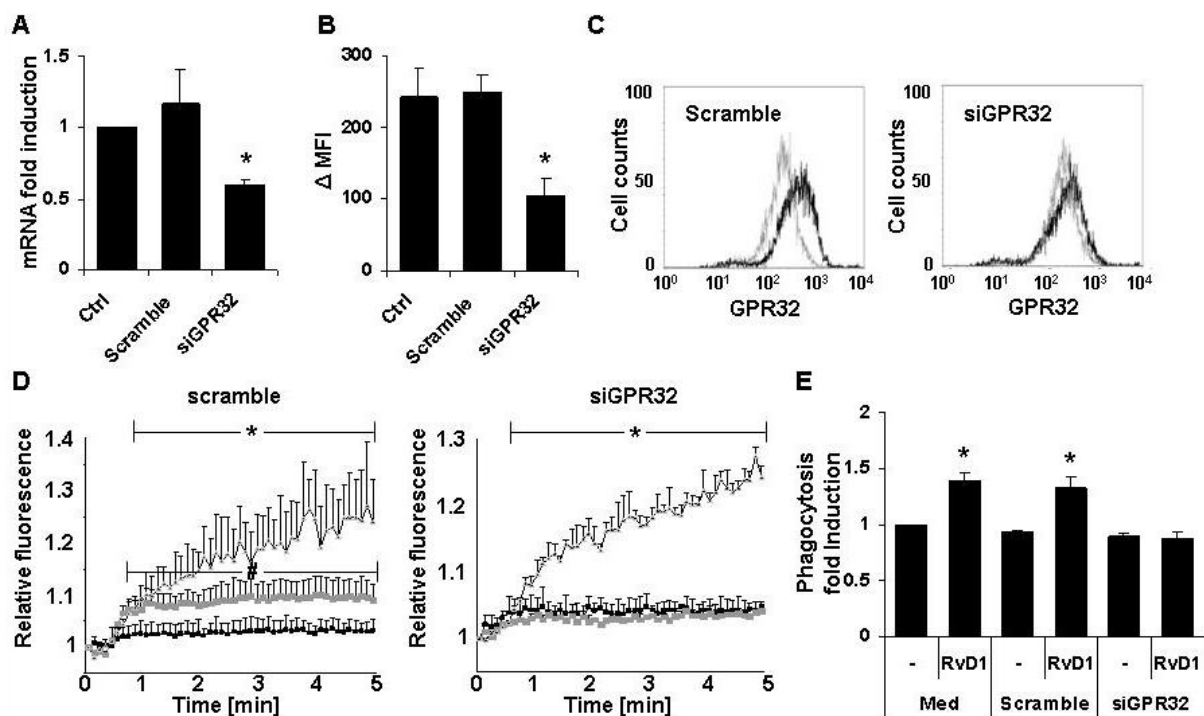 A
mRNA fold induction
1.5
1
0.5
0
Ctrl
Scramble
siGPR32
*
B
Δ MFI
300
200
100
0
Ctrl
Scramble
siGPR32
*
C
Scramble
Cell counts
100
50
0
10⁰ 10¹ 10² 10³ 10⁴
GPR32
siGPR32
Cell counts
100
50
0
10⁰ 10¹ 10² 10³ 10⁴
GPR32
D
scramble
Relative fluorescence
1.4
1.3
1.2
1.1
1
*
#
0 1 2 3 4 5
Time [min]
siGPR32
Relative fluorescence
1.3
1.2
1.1
1
*
0 1 2 3 4 5
Time [min]
E
Phagocytosis
fold Induction
2
1.5
1
0.5
0
* *
- RvD1 - RvD1 - RvD1
Med Scramble siGPR32